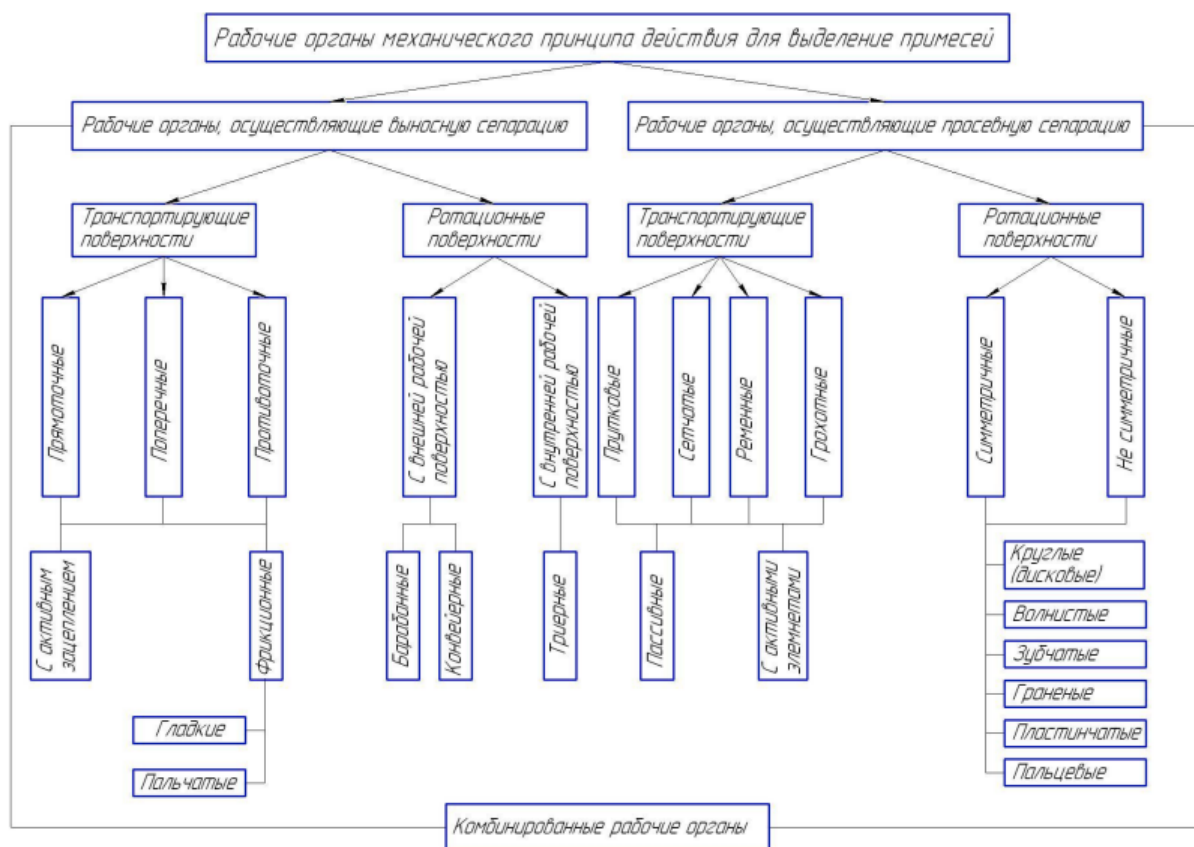 Рабочие органы механического принципа действия для выделение примесей
Рабочие органы, осуществляющие выносную сепарацию
Рабочие органы, осуществляющие просевную сепарацию
Транспортирующие
поверхности
Ротационные
поверхности
Транспортирующие
поверхности
Ротационные
поверхности
Прямоточные
Поперечные
Противоточные
С внешней рабочей
поверхностью
С внутренней рабочей
поверхностью
Прутковые
Сетчатые
Ременные
Грохотные
Симметричные
Не симметричные
С активным
зацеплением
Фрикционные
Барабанные
Конвейерные
Триерные
Пассивные
С активными
элемнетами
Круглые
(дисковые)
Волнистые
Зубчатые
Граненые
Пластинчатые
Пальцевые
Гладкие
Пальчатые
Комбинированные рабочие органы